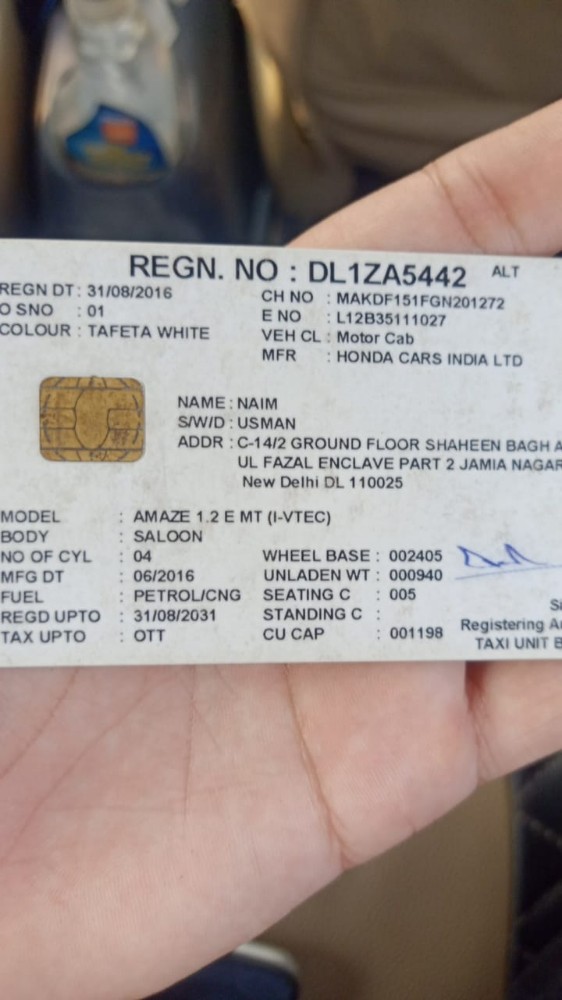 REGN. NO : DL1ZA5442 ALT
REGN DT : 31/08/2016 CH NO : MAKDF151FGN201272
O SNO : 01 E NO : L12B35111027
COLOUR : TAFETA WHITE VEH CL : Motor Cab
MFR : HONDA CARS INDIA LTD
NAME : NAIM
S/W/D : USMAN
ADDR : C-14/2 GROUND FLOOR SHAHEEN BAGH A
UL FAZAL ENCLAVE PART 2 JAMIA NAGAR
New Delhi DL 110025
MODEL : AMAZE 1.2 E MT (I-VTEC)
BODY : SALOON
NO OF CYL : 04 WHEEL BASE : 002405
MFG DT : 06/2016 UNLADEN WT : 000940
FUEL : PETROL/CNG SEATING C : 005
REGD UPTO : 31/08/2031 STANDING C :
TAX UPTO : OTT CU CAP : 001198
Registering A
TAXI UNIT B